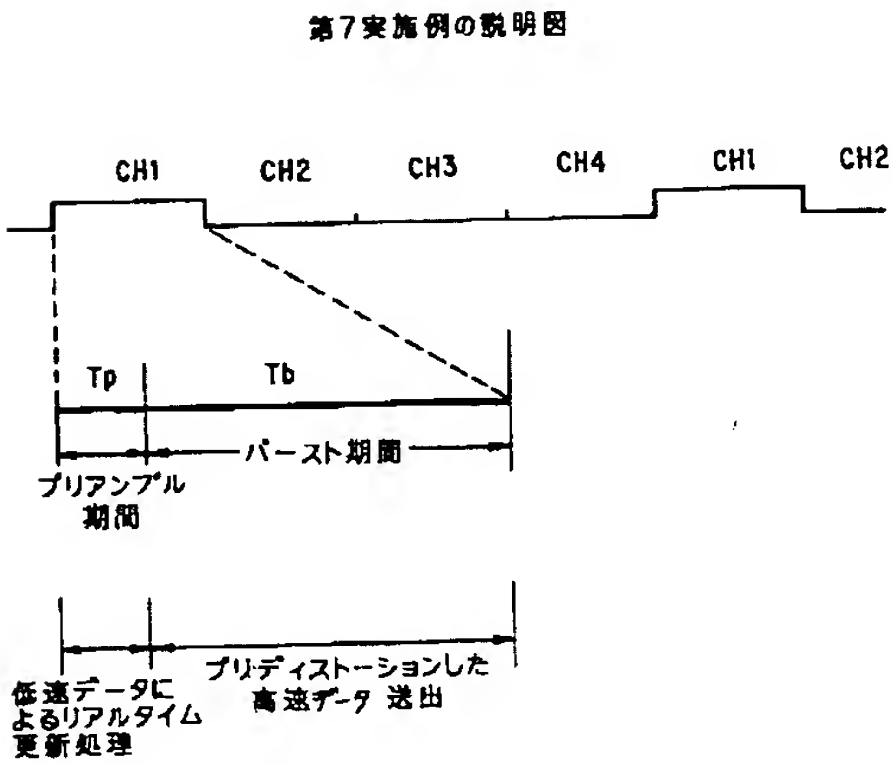 第7実施例の説明図
CH1 CH2 CH3 CH4 CH1 CH2
Tp Tb
バースト期間
プリアンブル
期間
プリディストーションした
高速データ 送出
低速データに
よるリアルタイム
更新処理